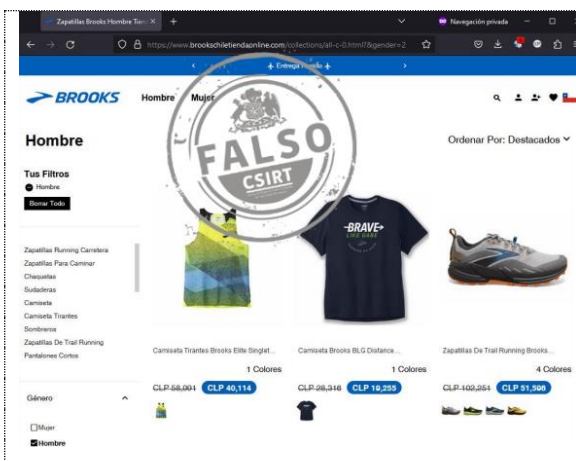 Zapatillas Brooks Hombre Tien
Navegación privada
https://www.brookschiletiendaonline.com/collections/all-c-0.html?&gender=2
Entrega rápida
BROOKS
Hombre
Mujer
FALSO
CSIRT
Hombre
Ordenar Por: Destacados
Tus Filtros
Hombre
Borrar Todo
Zapatillas Running Carretera
Zapatillas Para Caminar
Chaquetas
Sudaderas
Camiseta
Camiseta Tirantes
Sombreros
Zapatillas De Trail Running
Pantalones Cortos
Género
Mujer
Hombre
Camiseta Tirantes Brooks Elite Singlet...
1 Colores
CLP 58,991 CLP 40,114
-BRAVE→
LIKE GABE
Camiseta Brooks BLG Distance...
1 Colores
CLP 28,316 CLP 19,255
Zapatillas De Trail Running Brooks...
4 Colores
CLP 102,251 CLP 51,598